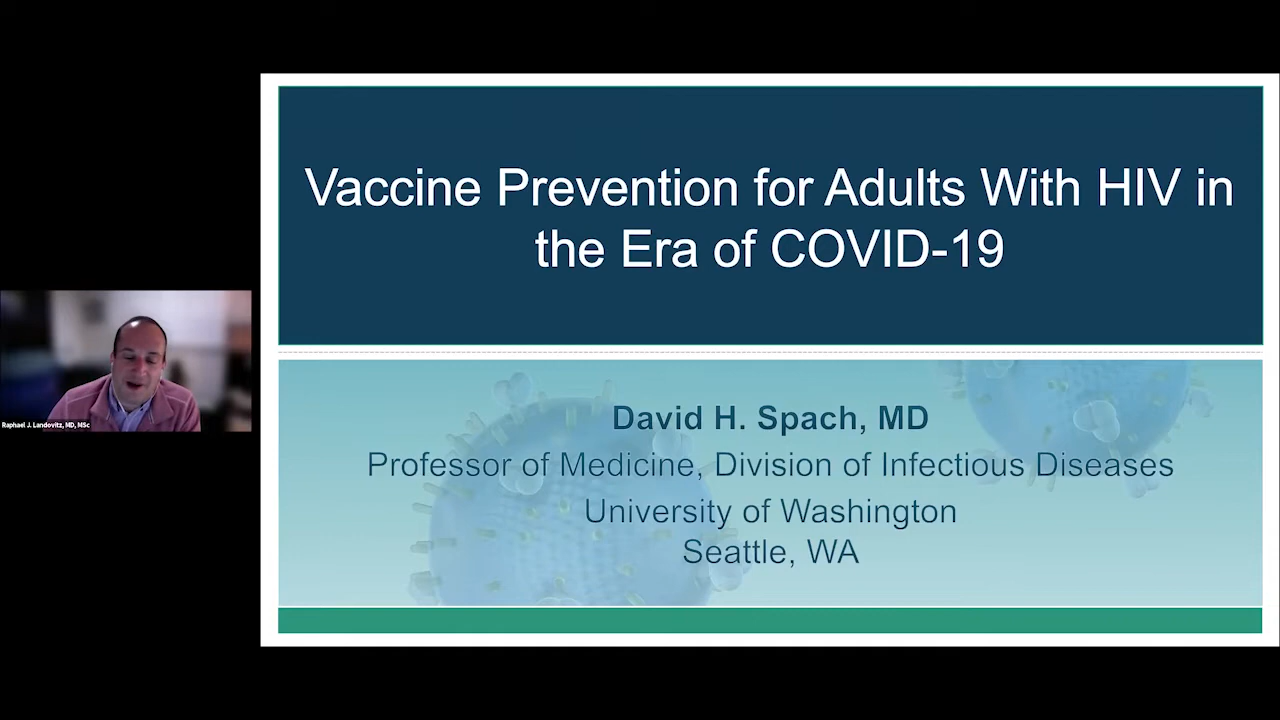 Vaccine Prevention for Adults With HIV in
the Era of COVID-19
David H. Spach, MD
Professor of Medicine, Division of Infectious Diseases
University of Washington
Seattle, WA
Raphael J. Landovitz, MD, MSc